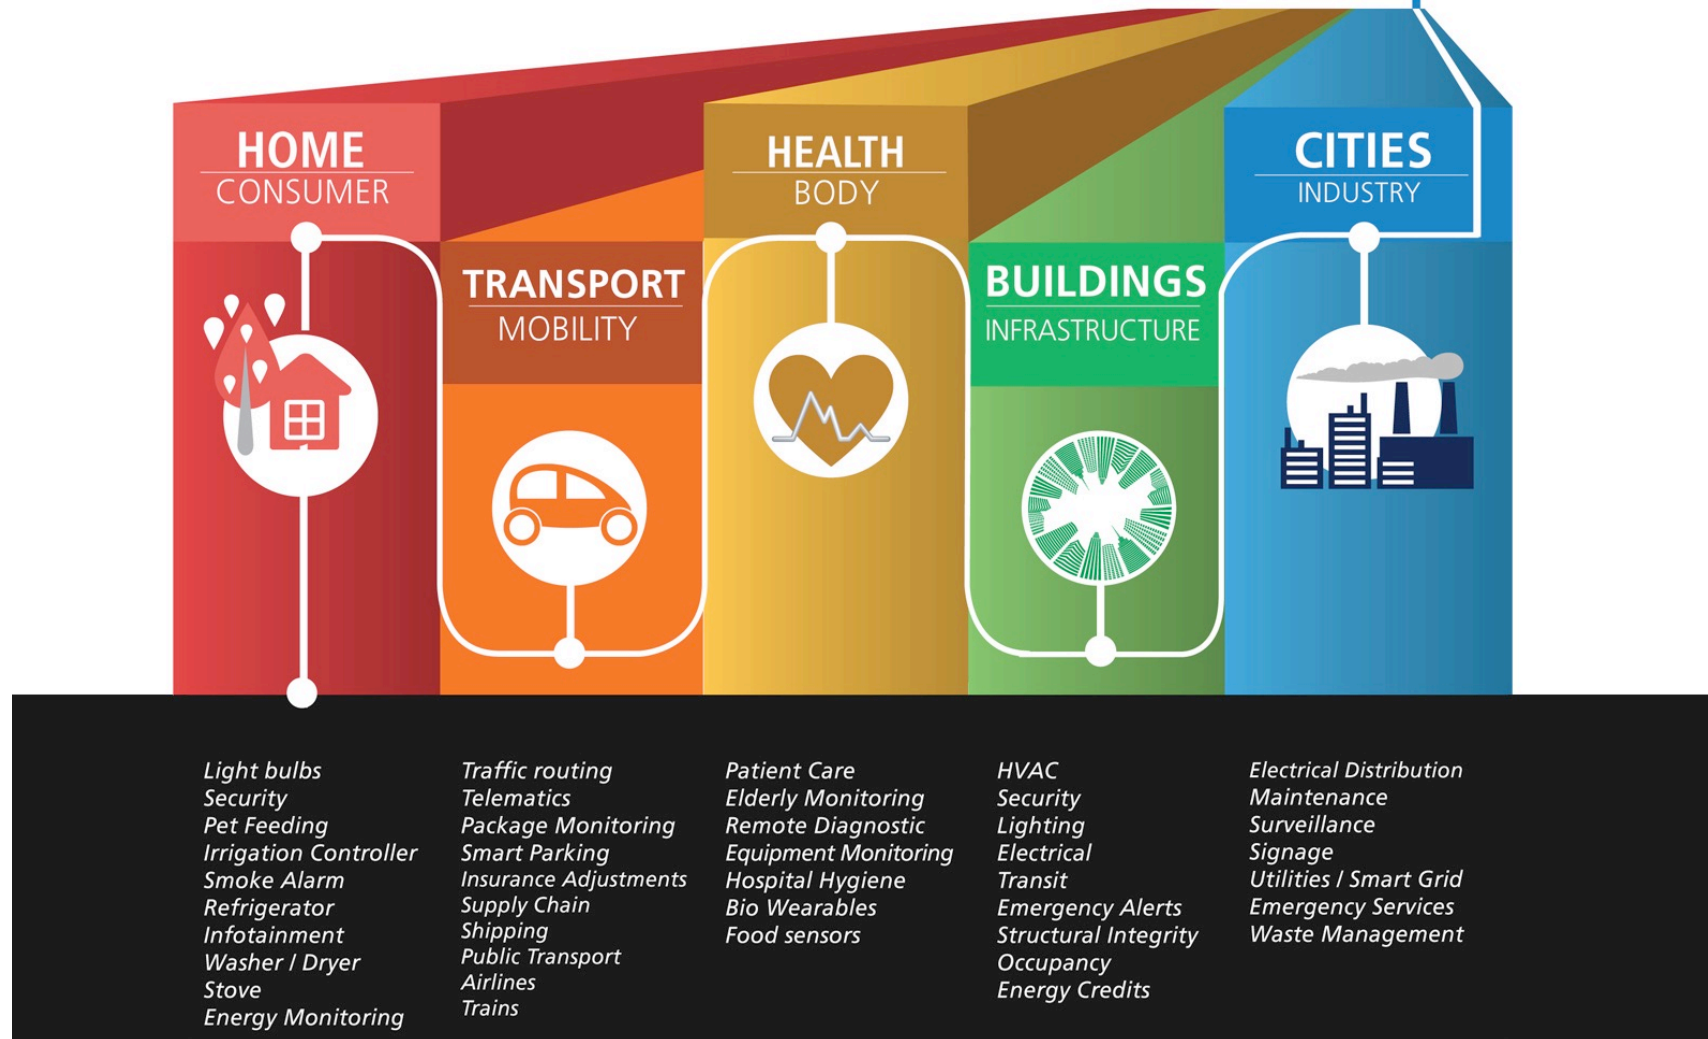 HOME
CONSUMER
TRANSPORT
MOBILITY
HEALTH
BODY
BUILDINGS
INFRASTRUCTURE
CITIES
INDUSTRY
Light bulbs
Security
Pet Feeding
Irrigation Controller
Smoke Alarm
Refrigerator
Infotainment
Washer / Dryer
Stove
Energy Monitoring
Traffic routing
Telematics
Package Monitoring
Smart Parking
Insurance Adjustments
Supply Chain
Shipping
Public Transport
Airlines
Trains
Patient Care
Elderly Monitoring
Remote Diagnostic
Equipment Monitoring
Hospital Hygiene
Bio Wearables
Food sensors
HVAC
Security
Lighting
Electrical
Transit
Emergency Alerts
Structural Integrity
Occupancy
Energy Credits
Electrical Distribution
Maintenance
Surveillance
Signage
Utilities / Smart Grid
Emergency Services
Waste Management